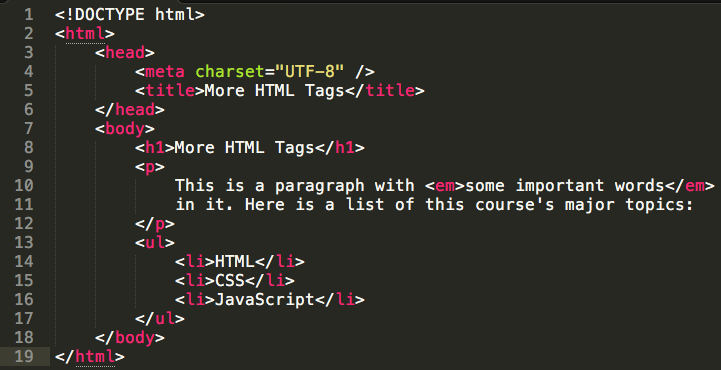 1 <!DOCTYPE html>
2 <html>
3     <head>
4         <meta charset="UTF-8" />
5         <title>More HTML Tags</title>
6     </head>
7     <body>
8         <h1>More HTML Tags</h1>
9         <p>
10             This is a paragraph with <em>some important words</em>
11             in it. Here is a list of this course's major topics:
12         </p>
13         <ul>
14             <li>HTML</li>
15             <li>CSS</li>
16             <li>JavaScript</li>
17         </ul>
18     </body>
19 </html>